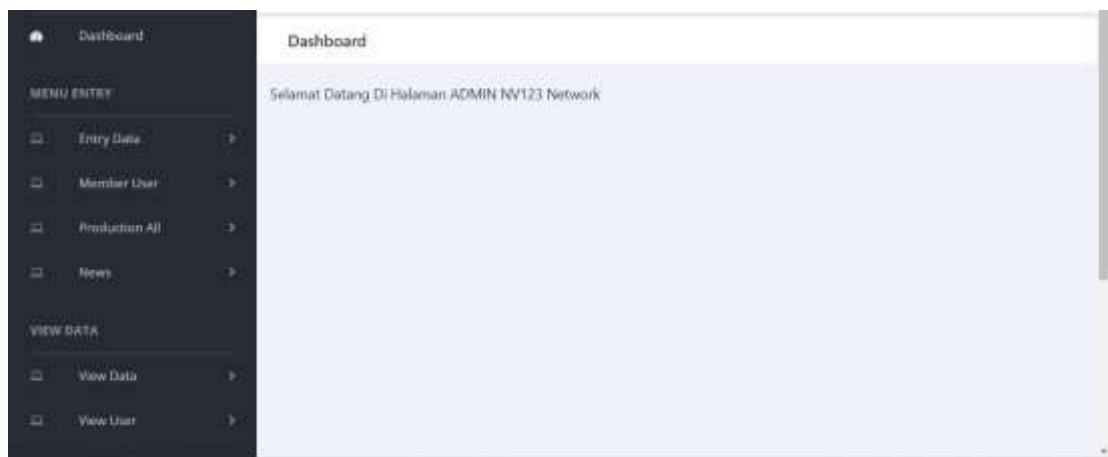 Dashboard
MENU ENTRY
Entry Data
Member User
Production All
News
VIEW DATA
View Data
View User
Dashboard
Selamat Datang Di Halaman ADMIN NV123 Network